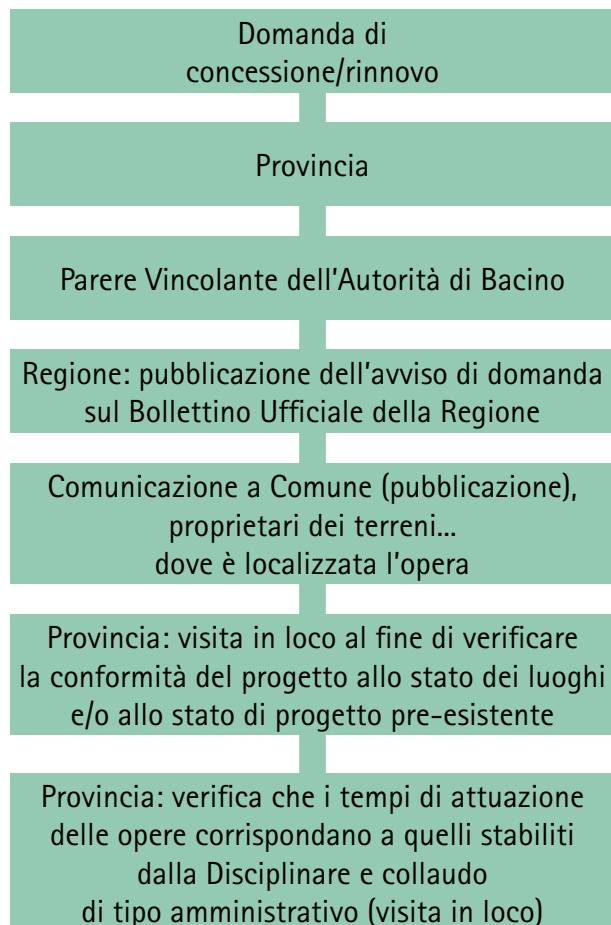 Domanda di
concessione/rinnovo
Provincia
Parere Vincolante dell'Autorità di Bacino
Regione: pubblicazione dell'avviso di domanda
sul Bollettino Ufficiale della Regione
Comunicazione a Comune (pubblicazione),
proprietari dei terreni...
dove è localizzata l'opera
Provincia: visita in loco al fine di verificare
la conformità del progetto allo stato dei luoghi
e/o allo stato di progetto pre-esistente
Provincia: verifica che i tempi di attuazione
delle opere corrispondano a quelli stabiliti
dalla Disciplinare e collaudo
di tipo amministrativo (visita in loco)